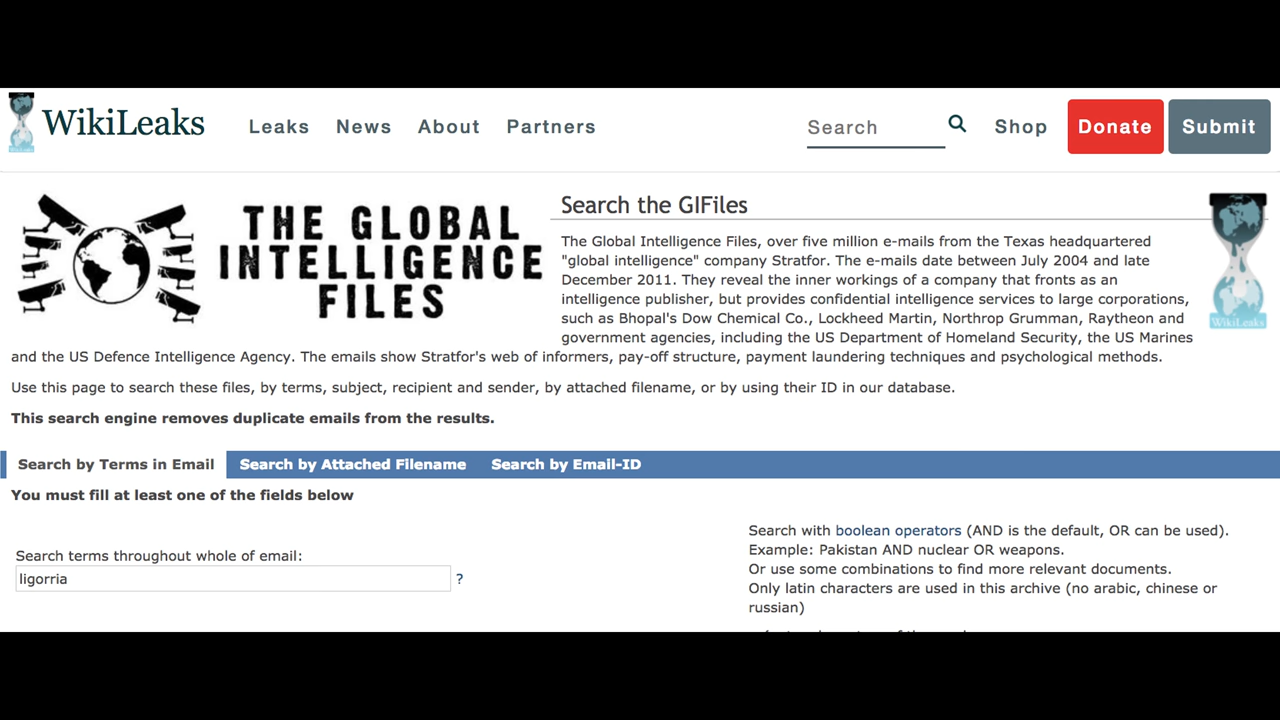 WikiLeaks
Leaks News About Partners
Search
Shop
Donate
Submit
THE GLOBAL
INTELLIGENCE
FILES
Search the GIFiles
The Global Intelligence Files, over five million e-mails from the Texas headquartered
"global intelligence" company Stratfor. The e-mails date between July 2004 and late
December 2011. They reveal the inner workings of a company that fronts as an
intelligence publisher, but provides confidential intelligence services to large corporations,
such as Bhopal's Dow Chemical Co., Lockheed Martin, Northrop Grumman, Raytheon and
government agencies, including the US Department of Homeland Security, the US Marines
and the US Defence Intelligence Agency. The emails show Stratfor's web of informers, pay-off structure, payment laundering techniques and psychological methods.
WikiLeaks
Use this page to search these files, by terms, subject, recipient and sender, by attached filename, or by using their ID in our database.
This search engine removes duplicate emails from the results.
Search by Terms in Email Search by Attached Filename Search by Email-ID
You must fill at least one of the fields below
Search terms throughout whole of email:
ligorria
?
Search with boolean operators (AND is the default, OR can be used).
Example: Pakistan AND nuclear OR weapons.
Or use some combinations to find more relevant documents.
Only latin characters are used in this archive (no arabic, chinese or
russian)